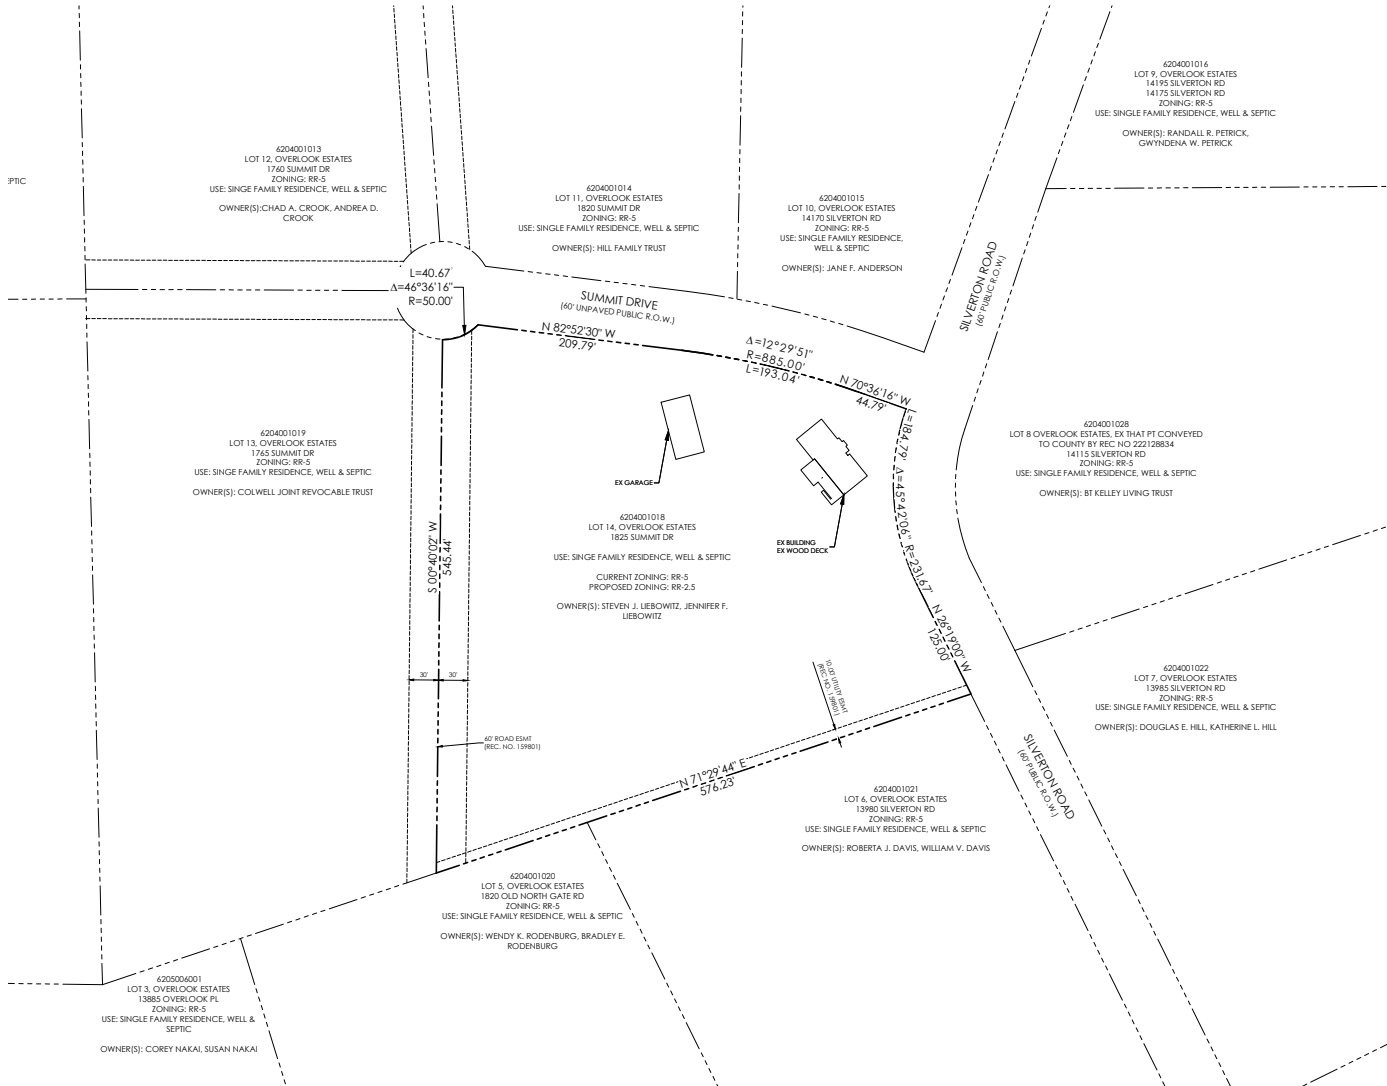 6204001016
LOT 9, OVERLOOK ESTATES
14195 SILVERTON RD
14175 SILVERTON RD
ZONING: RR-5
USE: SINGLE FAMILY RESIDENCE, WELL & SEPTIC
OWNER(S): RANDALL R. PETRICK,
GWYNDENA W. PETRICK
6204001013
LOT 12, OVERLOOK ESTATES
1760 SUMMIT DR
ZONING: RR-5
USE: SINGE FAMILY RESIDENCE, WELL & SEPTIC
OWNER(S):CHAD A. CROOK, ANDREA D.
CROOK
6204001014
LOT 11, OVERLOOK ESTATES
1820 SUMMIT DR
ZONING: RR-5
USE: SINGLE FAMILY RESIDENCE, WELL & SEPTIC
OWNER(S): HILL FAMILY TRUST
6204001015
LOT 10, OVERLOOK ESTATES
14170 SILVERTON RD
ZONING: RR-5
USE: SINGLE FAMILY RESIDENCE,
WELL & SEPTIC
OWNER(S): JANE F. ANDERSON
SILVERTON ROAD
(60' PUBLIC R.O.W.)
L=40.67'
Δ=46°36'16"
R=50.00'
SUMMIT DRIVE
(60' UNPAVED PUBLIC R.O.W.)
N 82°52'30" W
209.79'
Δ=12°29'51"
R=885.00'
L=193.04'
N 70°36'16" W
44.79'
L=184.79' Δ=45°42'06" R=231.67'
6204001019
LOT 13, OVERLOOK ESTATES
1765 SUMMIT DR
ZONING: RR-5
USE: SINGE FAMILY RESIDENCE, WELL & SEPTIC
OWNER(S): COLWELL JOINT REVOCABLE TRUST
EX GARAGE
6204001028
LOT 8 OVERLOOK ESTATES, EX THAT PT CONVEYED
TO COUNTY BY REC NO 222128834
14115 SILVERTON RD
ZONING: RR-5
USE: SINGLE FAMILY RESIDENCE, WELL & SEPTIC
OWNER(S): BT KELLEY LIVING TRUST
S 00°40'02" W
545.44'
6204001018
LOT 14, OVERLOOK ESTATES
1825 SUMMIT DR
USE: SINGE FAMILY RESIDENCE, WELL & SEPTIC
CURRENT ZONING: RR-5
PROPOSED ZONING: RR-2.5
OWNER(S): STEVEN J. LIEBOWITZ, JENNIFER F.
LIEBOWITZ
EX BUILDING
EX WOOD DECK
N 26°19'00" W
125.00'
30'
30'
10.00' UTILITY ESMT
(REC. NO. 159801)
60' ROAD ESMT
(REC. NO. 159801)
6204001022
LOT 7, OVERLOOK ESTATES
13985 SILVERTON RD
ZONING: RR-5
USE: SINGLE FAMILY RESIDENCE, WELL & SEPTIC
OWNER(S): DOUGLAS E. HILL, KATHERINE L. HILL
SILVERTON ROAD
(60' PUBLIC R.O.W.)
N 71°29'44" E
576.23'
6204001021
LOT 6, OVERLOOK ESTATES
13980 SILVERTON RD
ZONING: RR-5
USE: SINGLE FAMILY RESIDENCE, WELL & SEPTIC
OWNER(S): ROBERTA J. DAVIS, WILLIAM V. DAVIS
6204001020
LOT 5, OVERLOOK ESTATES
1820 OLD NORTH GATE RD
ZONING: RR-5
USE: SINGLE FAMILY RESIDENCE, WELL & SEPTIC
OWNER(S): WENDY K. RODENBURG, BRADLEY E.
RODENBURG
6205006001
LOT 3, OVERLOOK ESTATES
13885 OVERLOOK PL
ZONING: RR-5
USE: SINGLE FAMILY RESIDENCE, WELL &
SEPTIC
OWNER(S): COREY NAKAI, SUSAN NAKAI